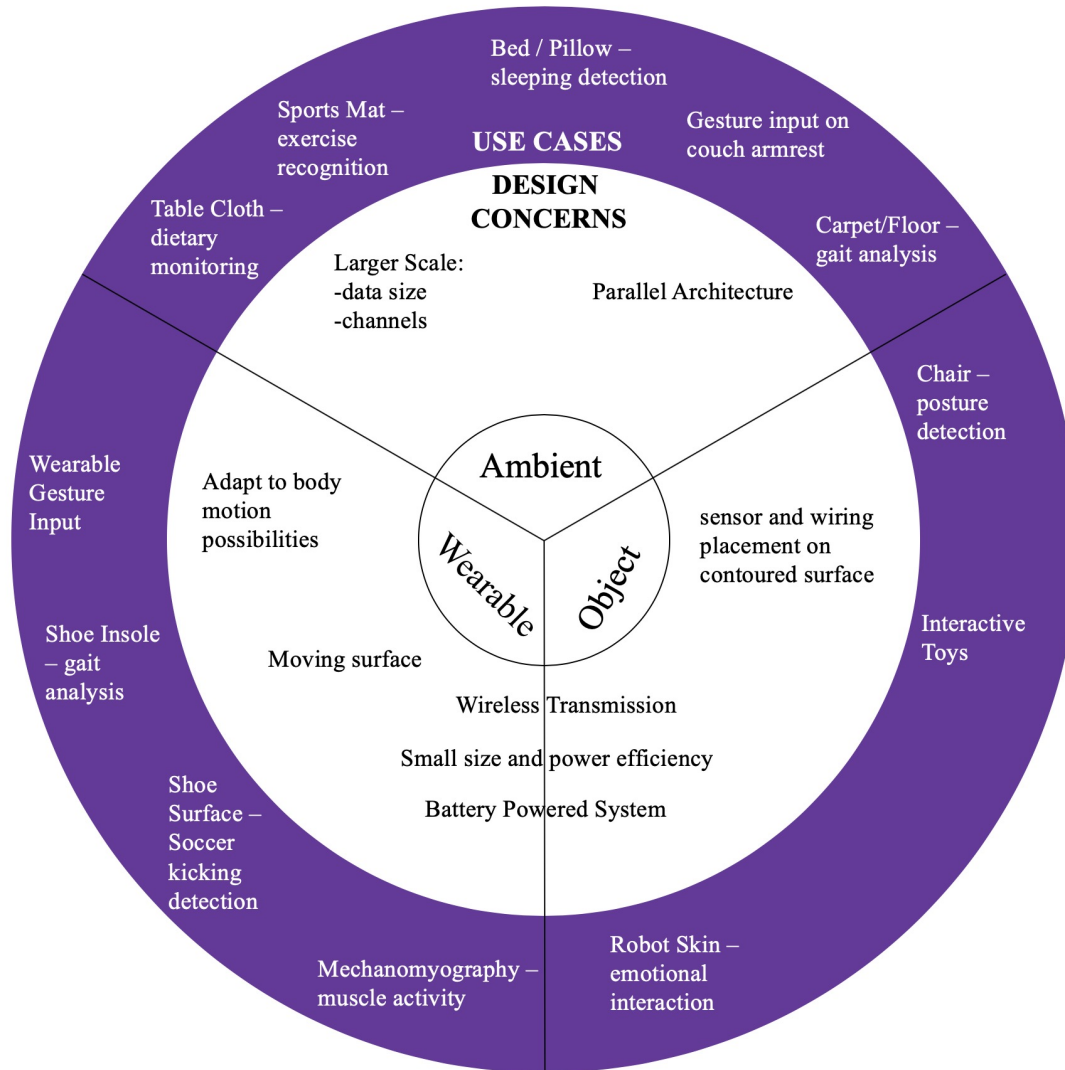 Bed / Pillow –
sleeping detection
Sports Mat –
exercise
recognition
Gesture input on
couch armrest
USE CASES
DESIGN
CONCERNS
Table Cloth –
dietary
monitoring
Carpet/Floor –
gait analysis
Larger Scale:
-data size
-channels
Parallel Architecture
Chair –
posture
detection
Ambient
Wearable
Gesture
Input
Adapt to body
motion
possibilities
Wearable
Object
sensor and wiring
placement on
contoured surface
Shoe Insole
– gait
analysis
Moving surface
Interactive
Toys
Wireless Transmission
Small size and power efficiency
Battery Powered System
Shoe
Surface –
Soccer
kicking
detection
Mechanomyography –
muscle activity
Robot Skin –
emotional
interaction